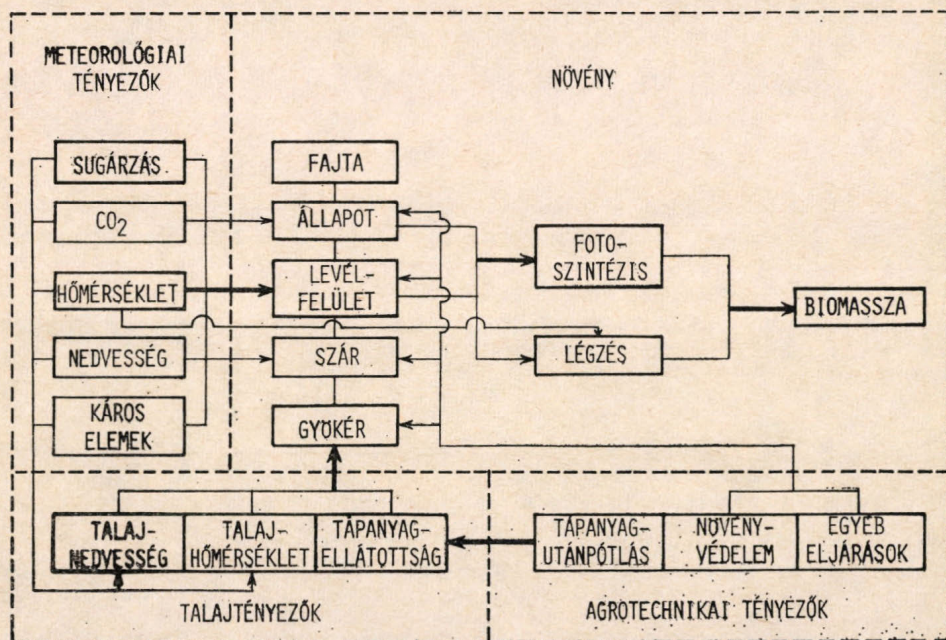 METEOROLÓGIAI
TÉNYEZŐK
NÖVÉNY
SUGÁRZÁS
CO2
HŐMÉRSÉKLET
NEDVESSÉG
KÁROS
ELEMEK
FAJTA
ÁLLAPOT
LEVÉL-
FELÜLET
SZÁR
GYÖKÉR
FOTO-
SZINTÉZIS
LÉGZÉS
BIOMASSZA
TALAJ-
NEDVESSÉG
TALAJ-
HŐMÉRSÉKLET
TÁPANYAG-
ELLÁTOTTSÁG
TALAJTÉNYEZŐK
TÁPANYAG-
UTÁNPÓTLÁS
NÖVÉNY-
VÉDELEM
EGYÉB
ELJÁRÁSOK
AGROTECHNIKAI TÉNYEZŐK